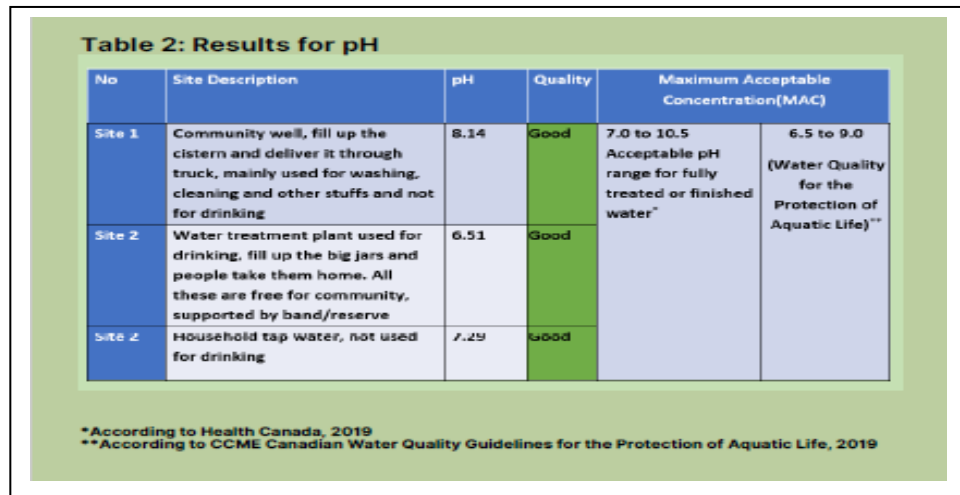 Table 2: Results for pH
No Site Description pH Quality Maximum Acceptable
Concentration(MAC)
Site 1 Community well, fill up the
cistern and deliver it through
truck, mainly used for washing,
cleaning and other stuffs and not
for drinking
8.14 Good
7.0 to 10.5
Acceptable pH
range for fully
treated or finished
water*
6.5 to 9.0
(Water Quality
for the
Protection of
Aquatic Life)**
Site 2 Water treatment plant used for
drinking, fill up the big jars and
people take them home. All
these are free for community,
supported by band/reserve
6.51 Good
Site 2 Household tap water, not used
for drinking
7.29 Good
*According to Health Canada, 2019
**According to CCME Canadian Water Quality Guidelines for the Protection of Aquatic Life, 2019